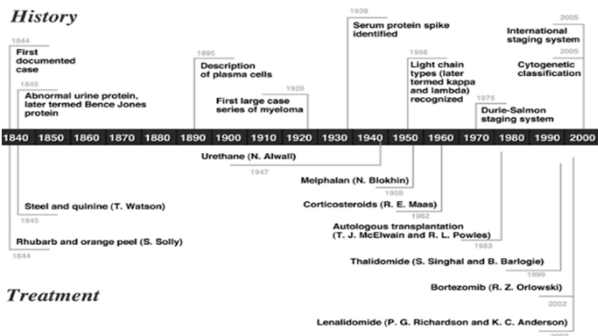 History
1939
Serum protein spike
identified
2005
International
staging system
1844
First
documented
case
1895
Description
of plasma cells
1956
Light chain
types (later
termed kappa
and lambda)
recognized
2005
Cytogenetic
classification
Abnormal urine protein,
later termed Bence Jones
protein
1928
First large case
series of myeloma
1975
Durie-Salmon
staging system
1840 1850 1860 1870 1880 1890 1900 1910 1920 1930 1940 1950 1960 1970 1980 1990 2000
Urethane (N. Alwall)
1947
Melphalan (N. Blokhin)
1958
Steel and quinine (T. Watson)
1845
Corticosteroids (R. E. Maas)
1962
Autologous transplantation
(T. J. McElwain and R. L. Powles)
1983
Rhubarb and orange peel (S. Solly)
1844
Thalidomide (S. Singhal and B. Barlogie)
1999
Treatment
Bortezomib (R. Z. Orlowski)
2002
Lenalidomide (P. G. Richardson and K. C. Anderson)